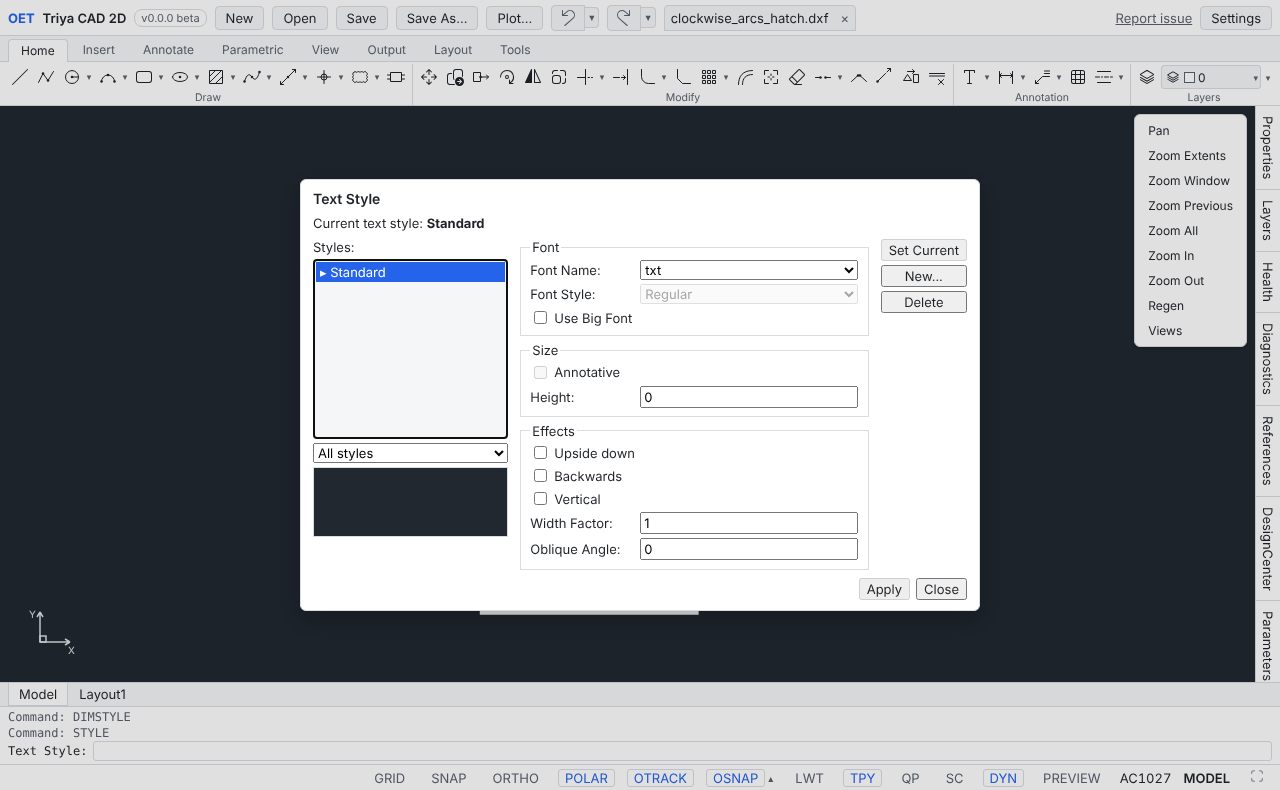 OET Triya CAD 2D v0.0.0 beta New Open Save Save As... Plot... clockwise_arcs_hatch.dxf × Report issue Settings
Home Insert Annotate Parametric View Output Layout Tools
0
Draw Modify Annotation Layers
Pan
Zoom Extents
Zoom Window
Zoom Previous
Zoom All
Zoom In
Zoom Out
Regen
Views
Properties
Layers
Health
Diagnostics
References
DesignCenter
Parameters
Text Style
Current text style: Standard
Styles:
▸ Standard
All styles
Font
Font Name: txt
Font Style: Regular
Use Big Font
Size
Annotative
Height: 0
Effects
Upside down
Backwards
Vertical
Width Factor: 1
Oblique Angle: 0
Set Current
New...
Delete
Apply Close
Y
X
Model Layout1
Command: DIMSTYLE
Command: STYLE
Text Style:
GRID SNAP ORTHO POLAR OTRACK OSNAP ▴ LWT TPY QP SC DYN PREVIEW AC1027 MODEL